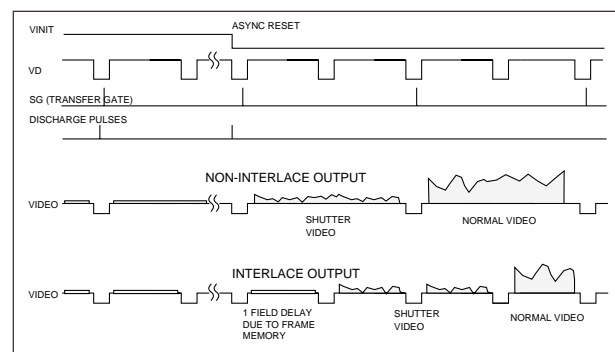 VINIT
ASYNC RESET
VD
SG (TRANSFER GATE)
DISCHARGE PULSES
NON-INTERLACE OUTPUT
VIDEO
SHUTTER
VIDEO
NORMAL VIDEO
INTERLACE OUTPUT
VIDEO
1 FIELD DELAY
DUE TO FRAME
MEMORY
SHUTTER
VIDEO
NORMAL VIDEO